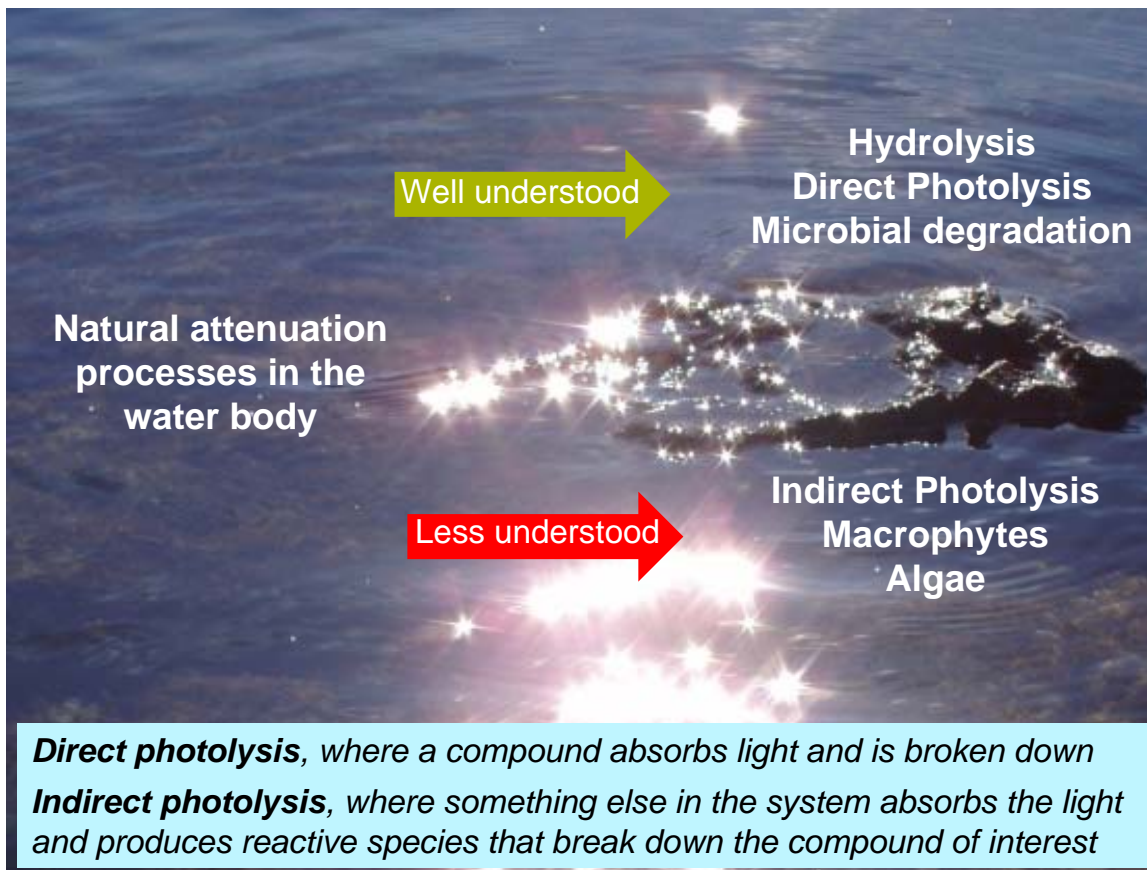 Well understood
Hydrolysis
Direct Photolysis
Microbial degradation
Natural attenuation
processes in the
water body
Less understood
Indirect Photolysis
Macrophytes
Algae
Direct photolysis, where a compound absorbs light and is broken down
Indirect photolysis, where something else in the system absorbs the light
and produces reactive species that break down the compound of interest